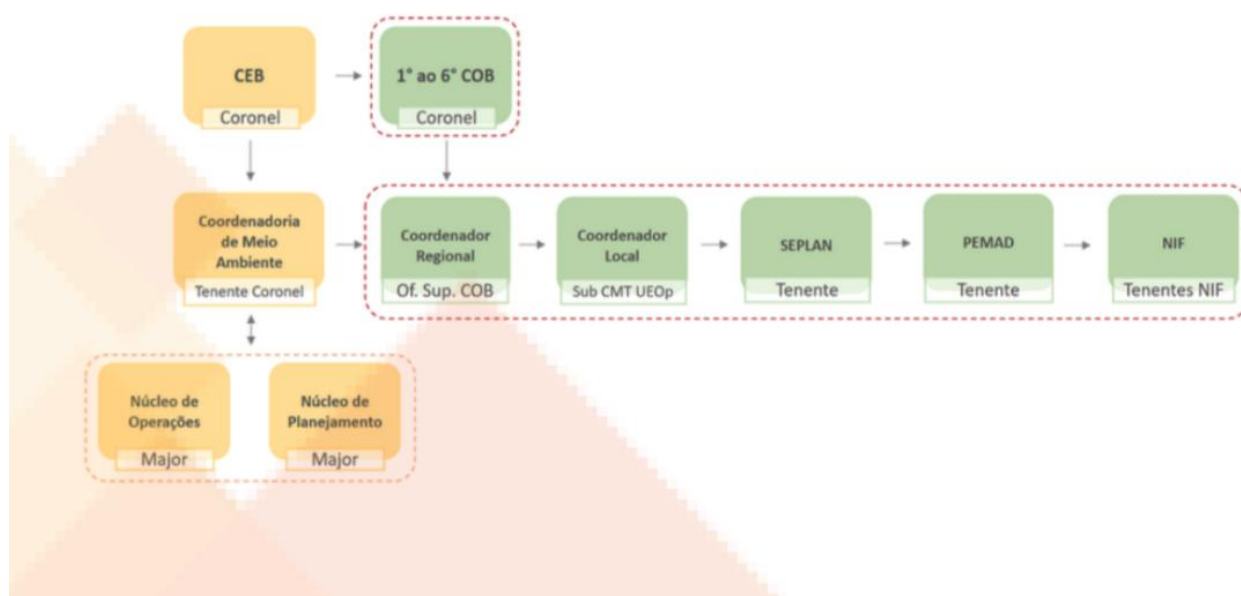 CEB
Coronel
1° ao 6° COB
Coronel
Coordenadoria
de Meio
Ambiente
Tenente Coronel
Coordenador
Regional
Of. Sup. COB
Coordenador
Local
Sub CMT UEOp
SEPLAN
Tenente
PEMAD
Tenente
NIF
Tenentes NIF
Núcleo de
Operações
Major
Núcleo de
Planejamento
Major